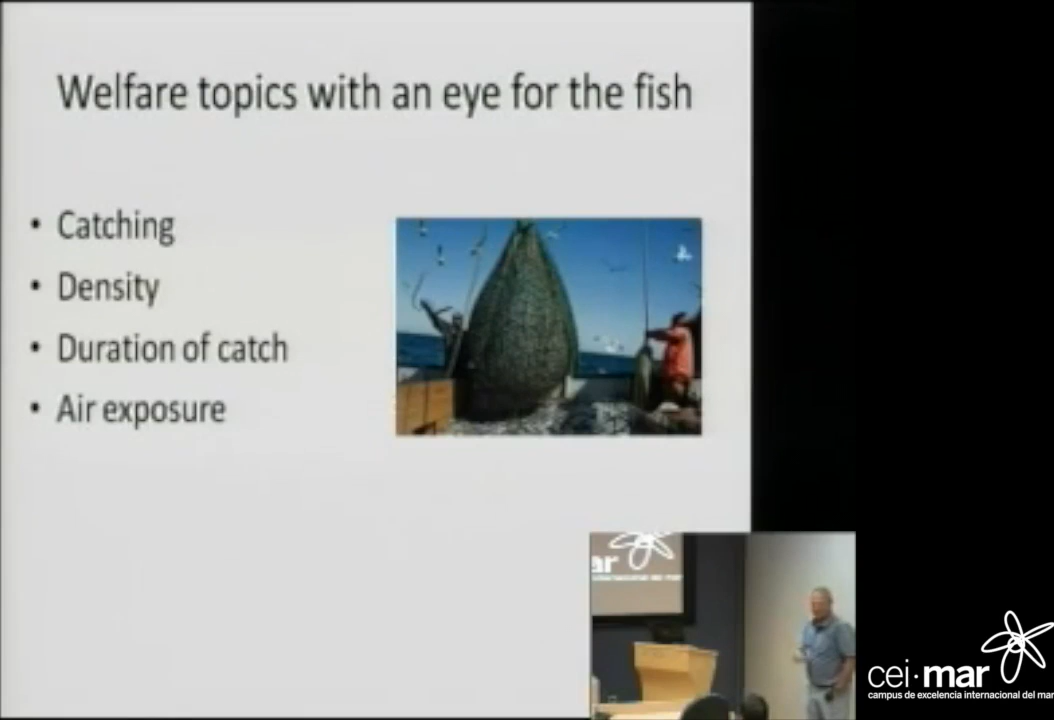 Welfare topics with an eye for the fish
• Catching
• Density
• Duration of catch
• Air exposure
ar
cei·mar
campus de excelencia internacional del mar